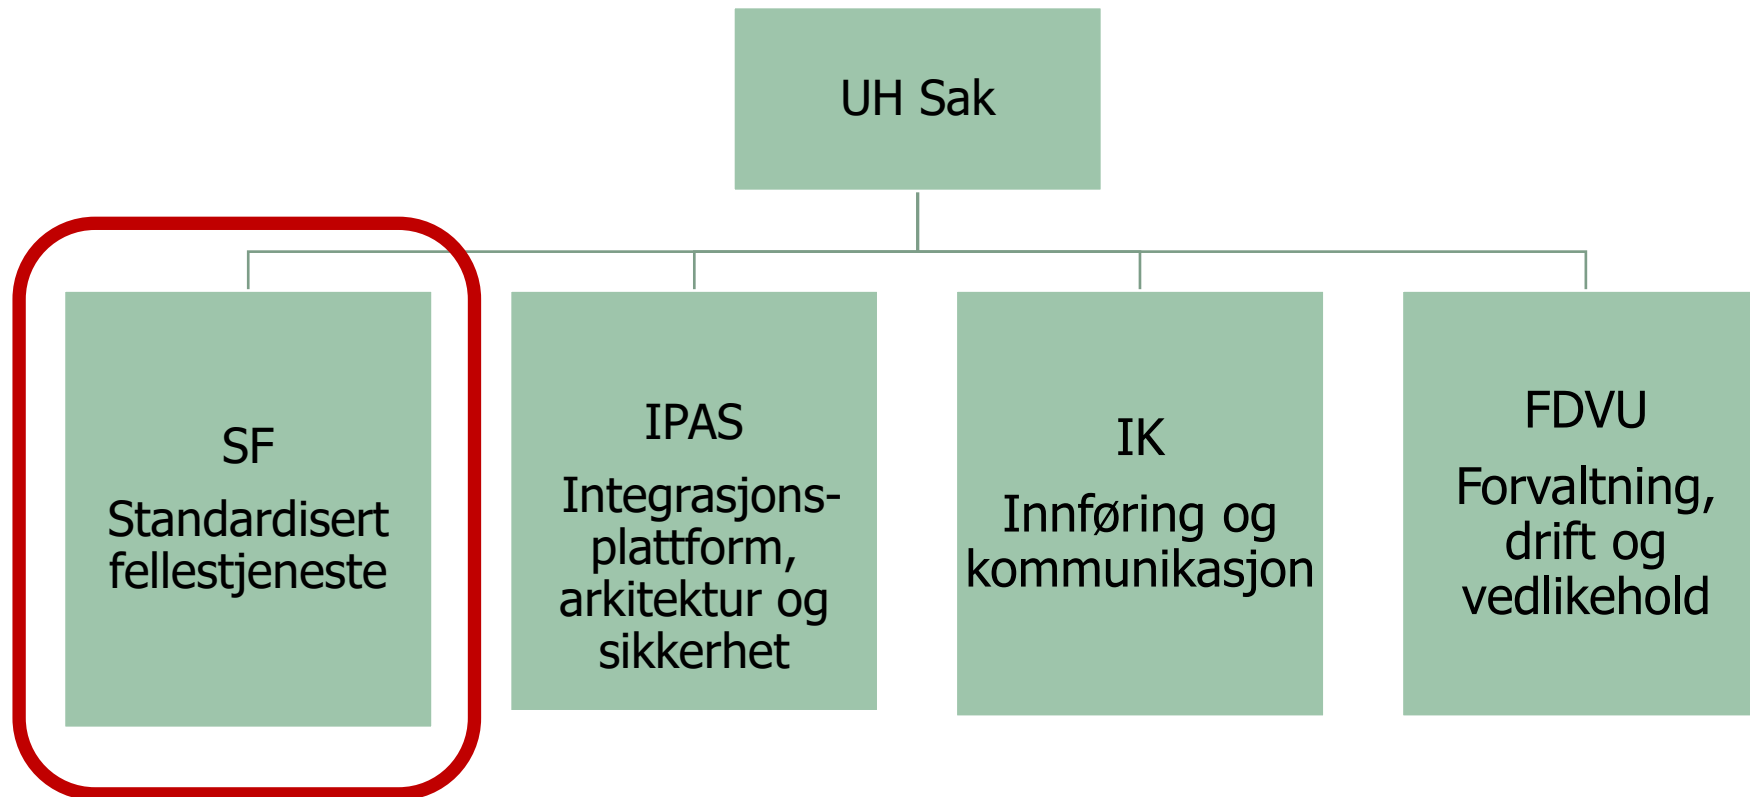 UH Sak
SF
Standardisert
fellestjeneste
IPAS
Integrasjons-
plattform,
arkitektur og
sikkerhet
IK
Innføring og
kommunikasjon
FDVU
Forvaltning,
drift og
vedlikehold